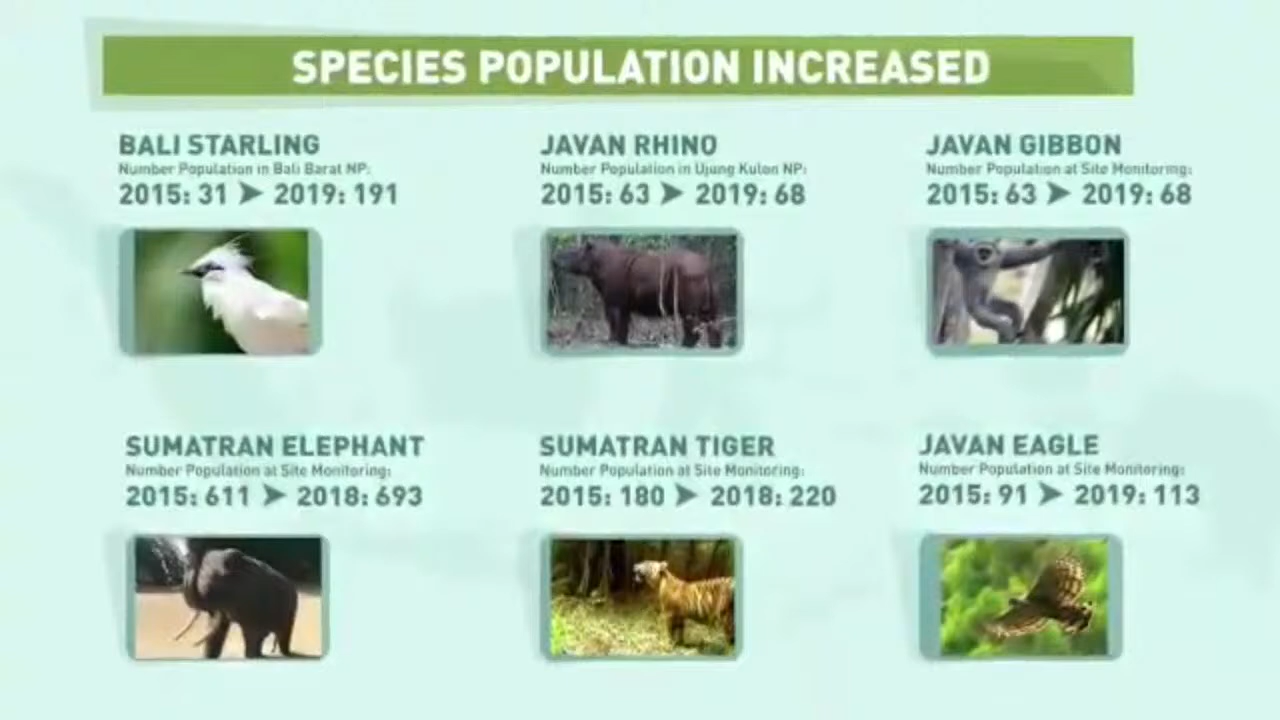 SPECIES POPULATION INCREASED
BALI STARLING
Number Population in Bali Barat NP:
2015: 31 ➤ 2019: 191
JAVAN RHINO
Number Population in Ujung Kulon NP:
2015: 63 ➤ 2019: 68
JAVAN GIBBON
Number Population at Site Monitoring:
2015: 63 ➤ 2019: 68
SUMATRAN ELEPHANT
Number Population at Site Monitoring:
2015: 611 ➤ 2018: 693
SUMATRAN TIGER
Number Population at Site Monitoring:
2015: 180 ➤ 2018: 220
JAVAN EAGLE
Number Population at Site Monitoring:
2015: 91 ➤ 2019: 113